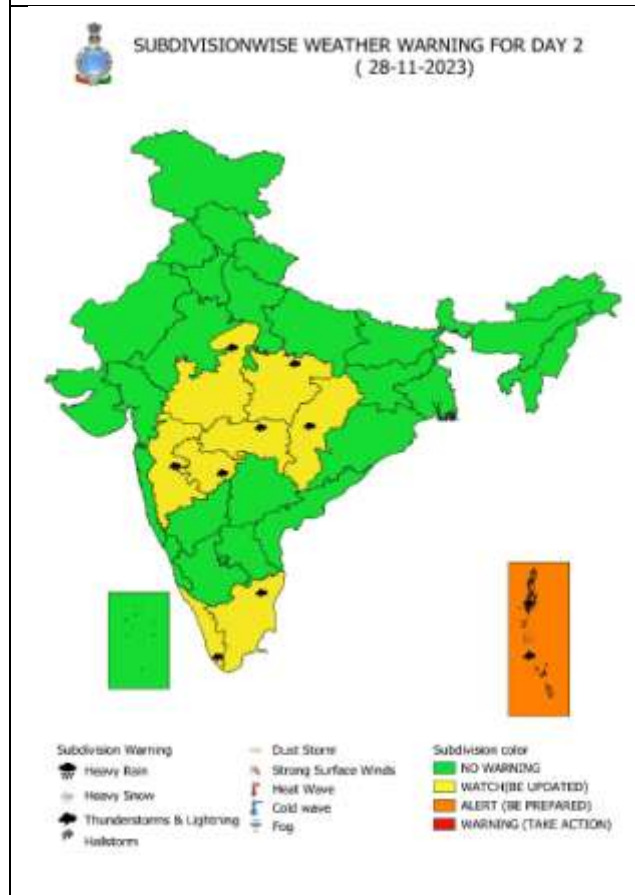 SUBDIVISIONWISE WEATHER WARNING FOR DAY 2
( 28-11-2023)
Subdivision Warning
Heavy Rain
Heavy Snow
Thunderstorms & Lightning
Hailstorm
Dust Storm
Strong Surface Winds
Heat Wave
Cold wave
Fog
Subdivision color
NO WARNING
WATCH(BE UPDATED)
ALERT (BE PREPARED)
WARNING (TAKE ACTION)